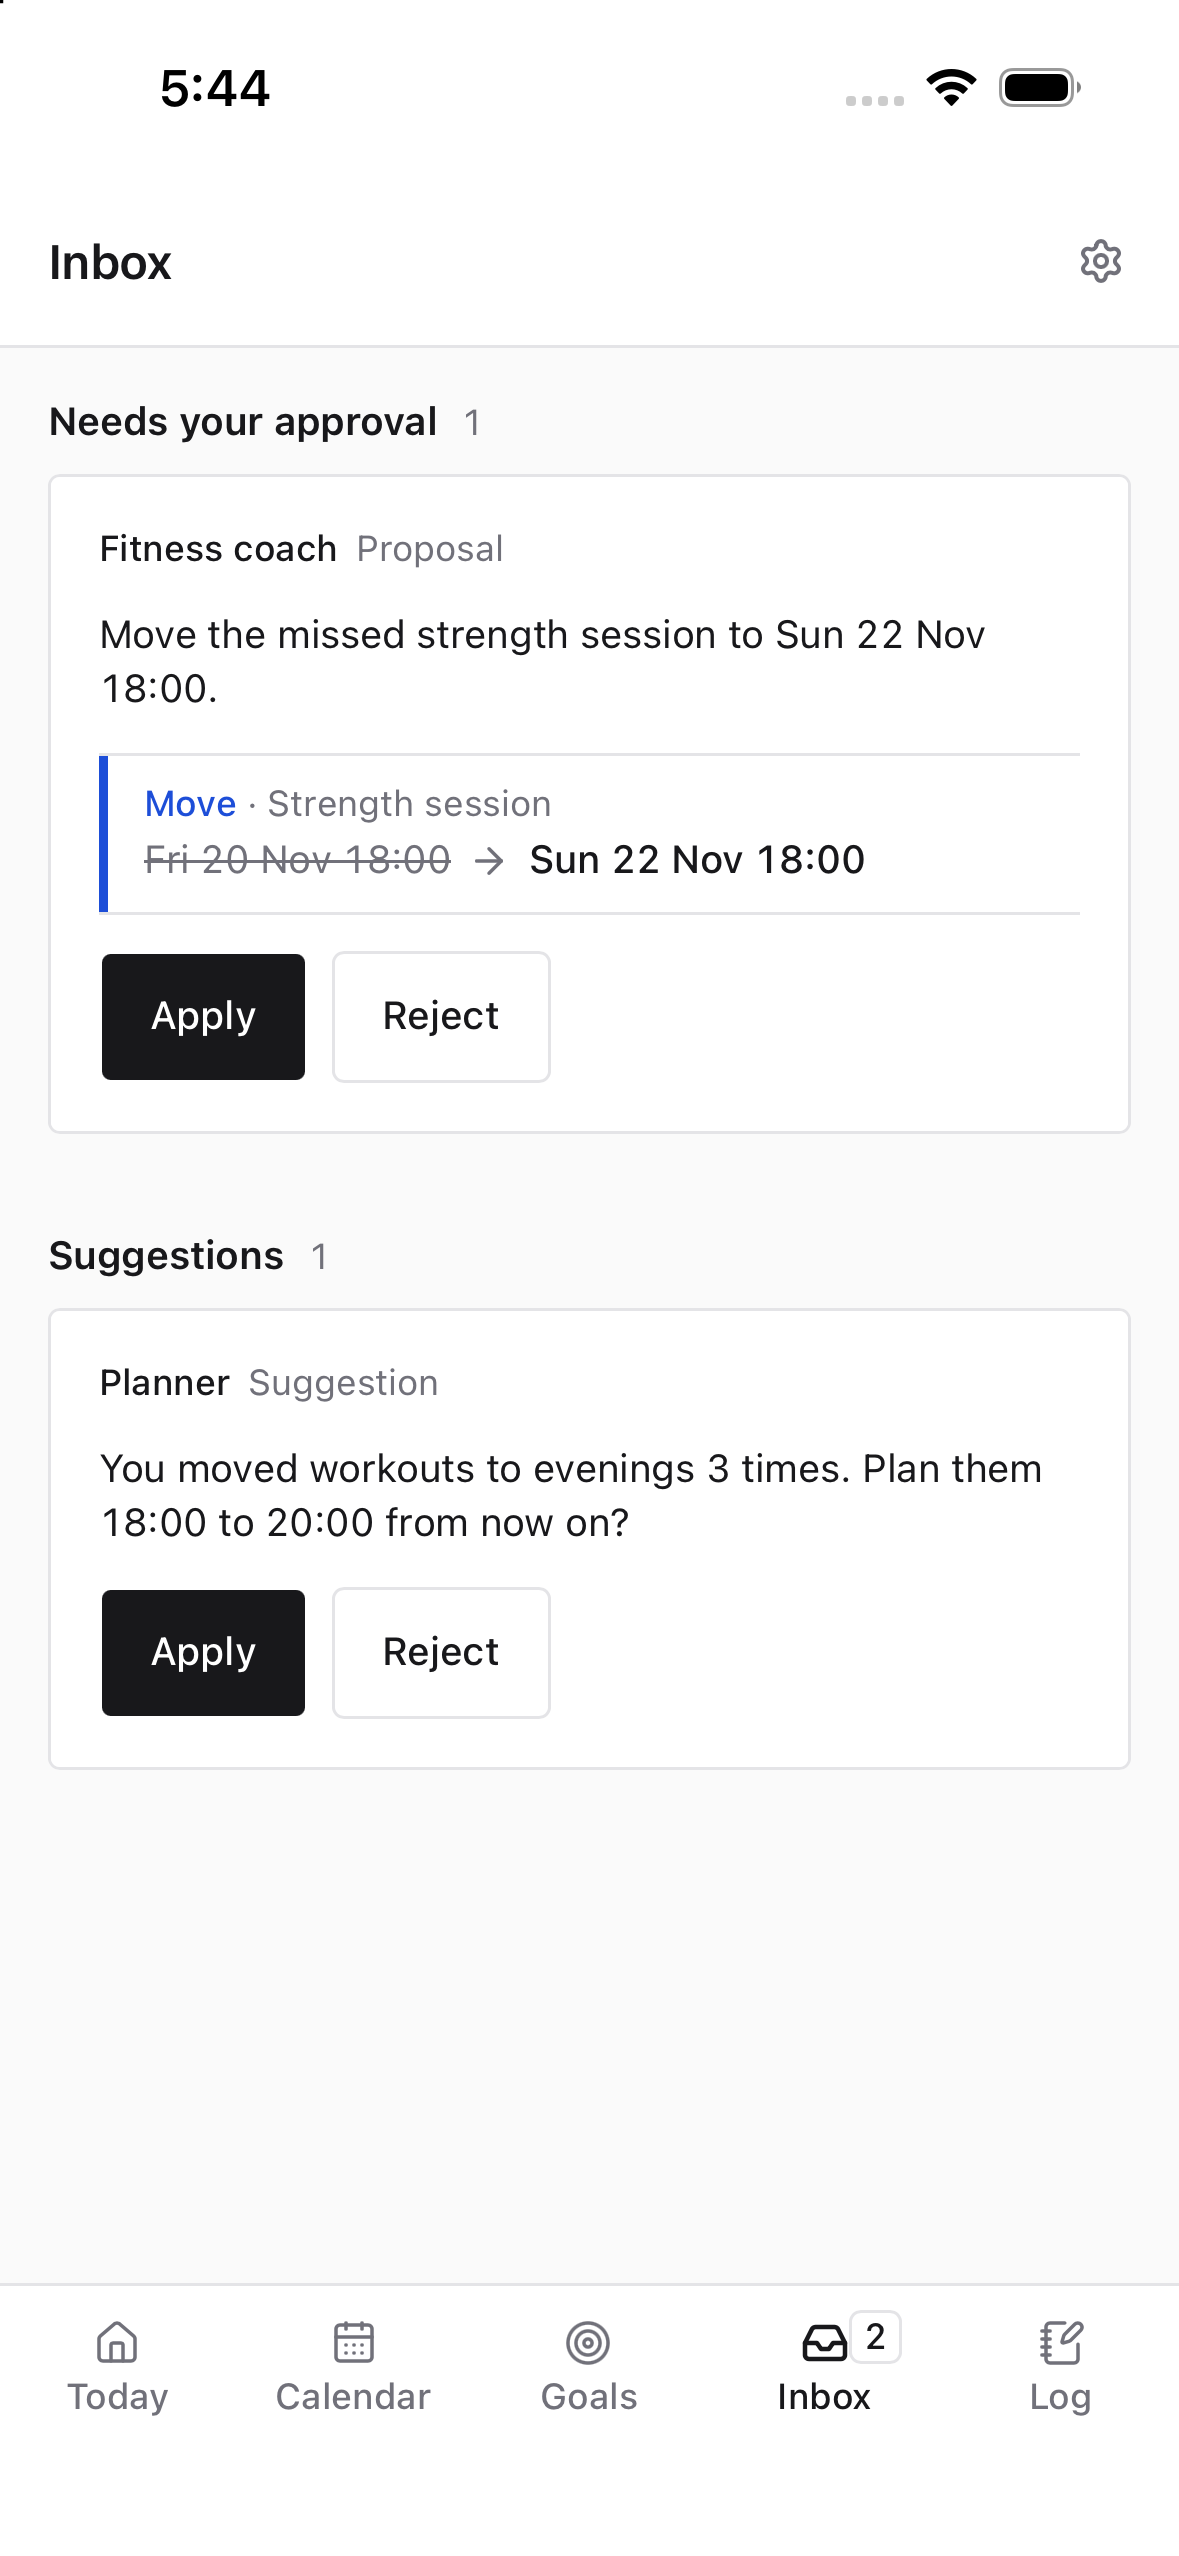 5:44
Inbox
Needs your approval 1
Fitness coach Proposal
Move the missed strength session to Sun 22 Nov
18:00.
Move · Strength session
Fri 20 Nov 18:00 → Sun 22 Nov 18:00
Apply Reject
Suggestions 1
Planner Suggestion
You moved workouts to evenings 3 times. Plan them
18:00 to 20:00 from now on?
Apply Reject
2
Today Calendar Goals Inbox Log